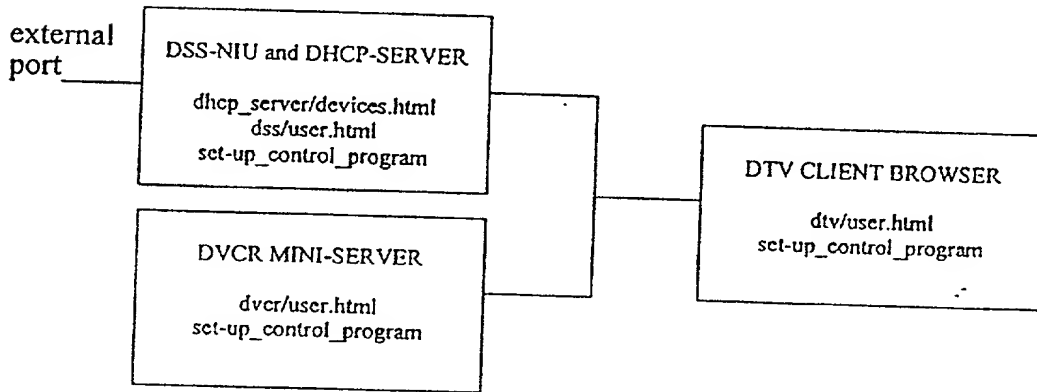 external
port
DSS-NIU and DHCP-SERVER
dhcp_server/devices.html
dss/user.html
set-up_control_program
DVCR MINI-SERVER
dvcr/user.html
set-up_control_program
DTV CLIENT BROWSER
dtv/user.html
set-up_control_program